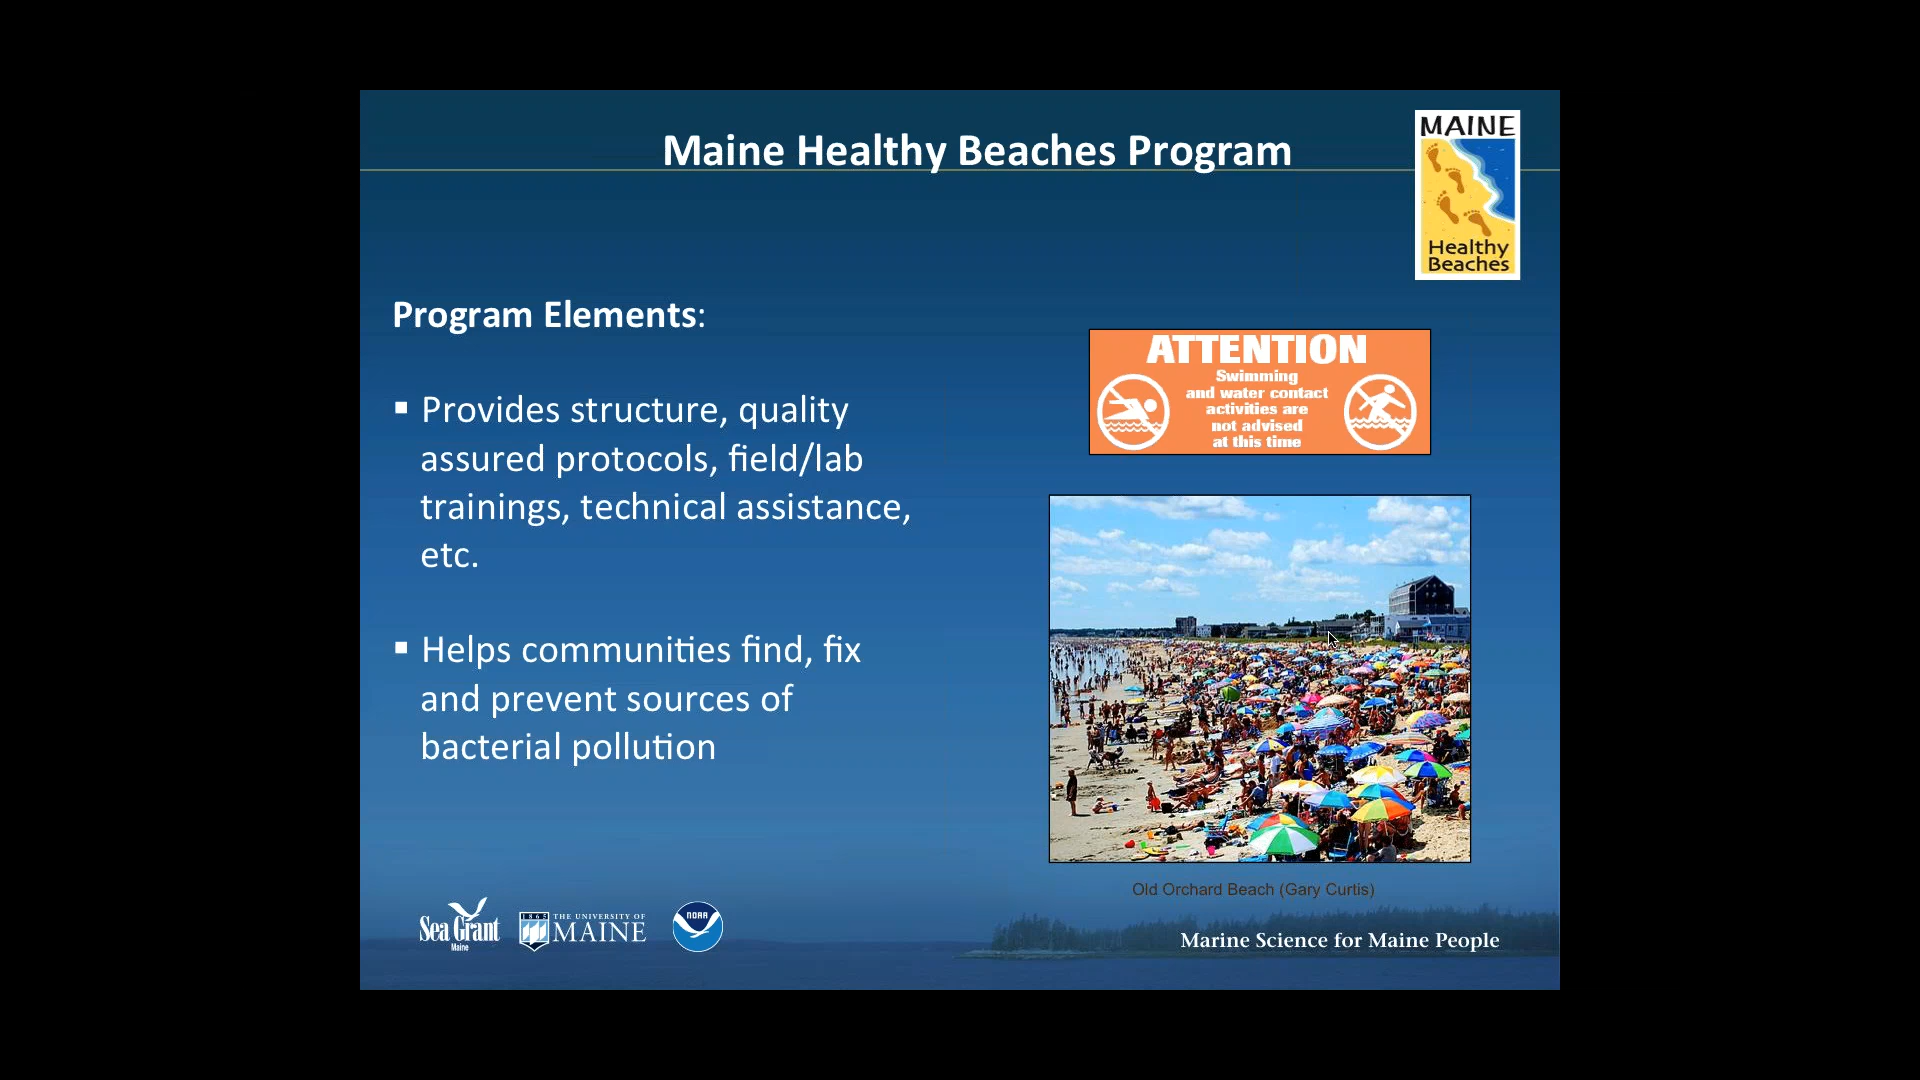 Maine Healthy Beaches Program
MAINE
Healthy
Beaches
Program Elements:
▪ Provides structure, quality
assured protocols, field/lab
trainings, technical assistance,
etc.
▪ Helps communities find, fix
and prevent sources of
bacterial pollution
ATTENTION
Swimming
and water contact
activities are
not advised
at this time
Old Orchard Beach (Gary Curtis)
Sea Grant
Maine
1865
THE UNIVERSITY OF
MAINE
NOAA
Marine Science for Maine People